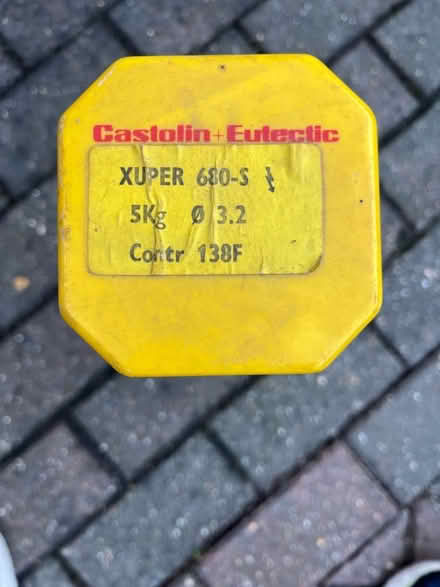 Castolin+Eutectic
XUPER 680-S
5Kg Ø 3.2
Contr 138F